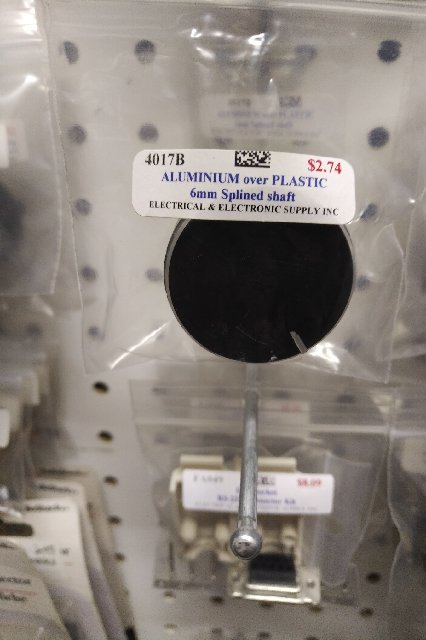 4017B $2.74
ALUMINIUM over PLASTIC
6mm Splined shaft
ELECTRICAL & ELECTRONIC SUPPLY INC
$8.09